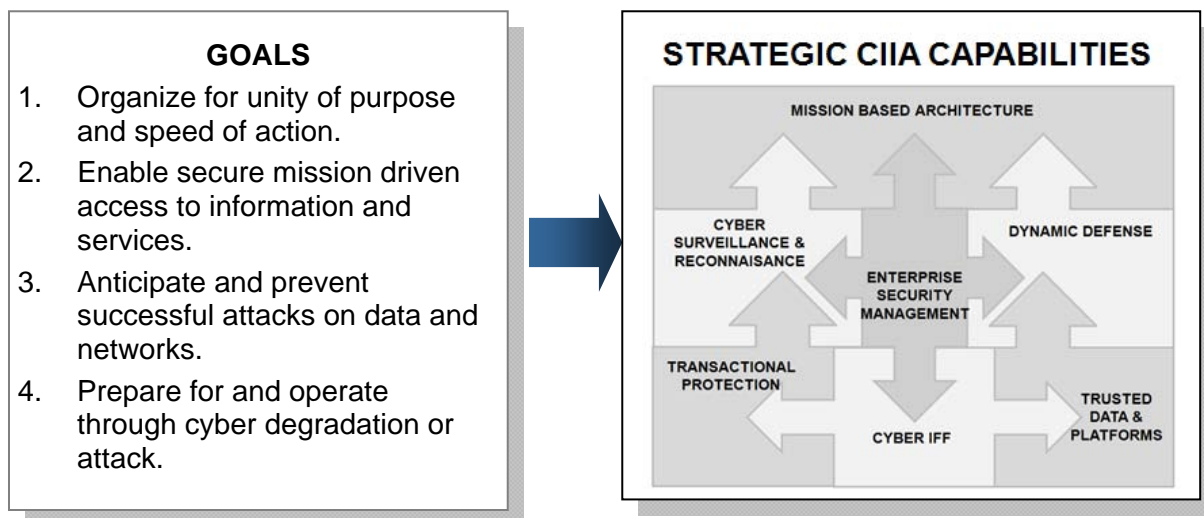 GOALS
1. Organize for unity of purpose
and speed of action.
2. Enable secure mission driven
access to information and
services.
3. Anticipate and prevent
successful attacks on data and
networks.
4. Prepare for and operate
through cyber degradation or
attack.
STRATEGIC CIIA CAPABILITIES
MISSION BASED ARCHITECTURE
CYBER
SURVEILLANCE &
RECONNAISANCE
DYNAMIC DEFENSE
ENTERPRISE
SECURITY
MANAGEMENT
TRANSACTIONAL
PROTECTION
CYBER IFF
TRUSTED
DATA &
PLATFORMS